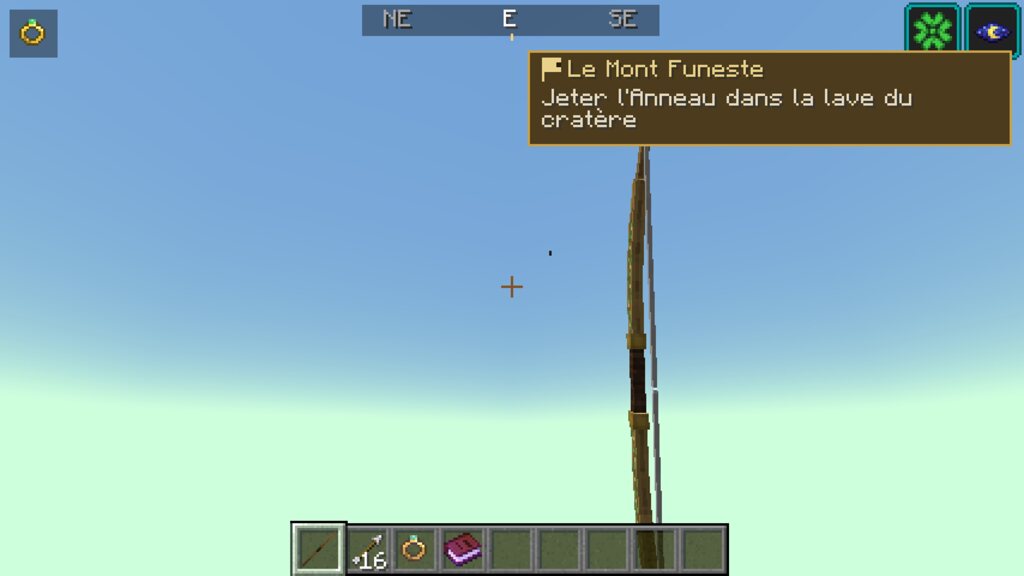 NE E SE
Le Mont Funeste
Jeter l'Anneau dans la lave du
cratère
+16